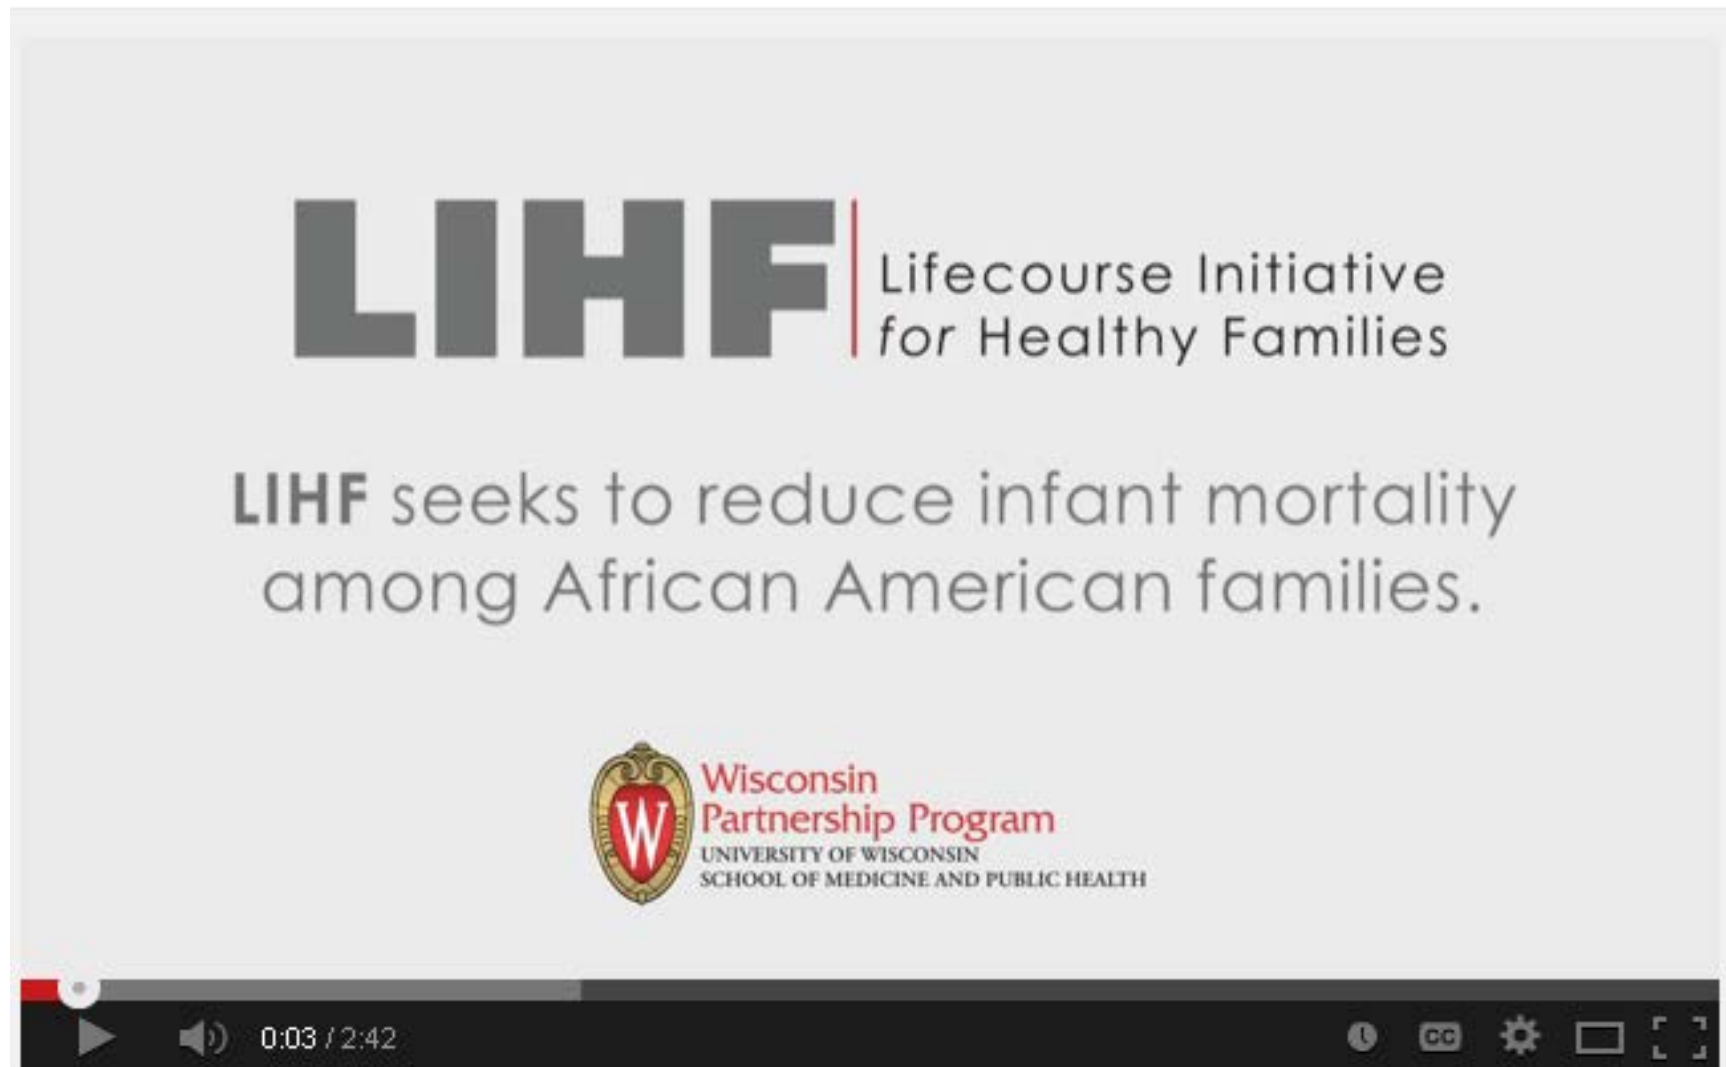 LIHF
Lifecourse Initiative
for Healthy Families
LIHF seeks to reduce infant mortality
among African American families.
W
Wisconsin
Partnership Program
UNIVERSITY OF WISCONSIN
SCHOOL OF MEDICINE AND PUBLIC HEALTH
0:03 / 2:42
CC